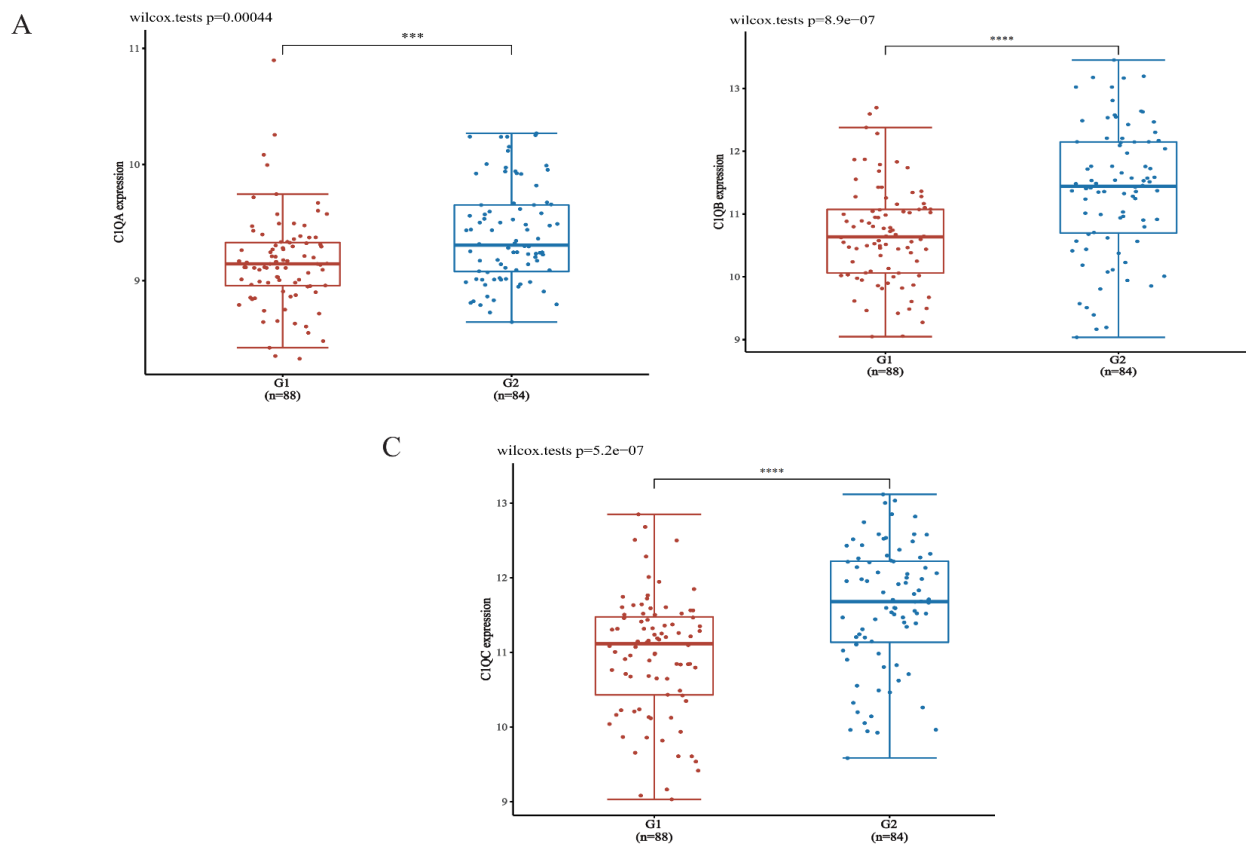 A
wilcox.tests p=0.00044
***
C1QA expression
11
10
9
G1
(n=88)
G2
(n=84)
wilcox.tests p=8.9e−07
****
C1QB expression
13
12
11
10
9
G1
(n=88)
G2
(n=84)
C
wilcox.tests p=5.2e−07
****
C1QC expression
13
12
11
10
9
G1
(n=88)
G2
(n=84)